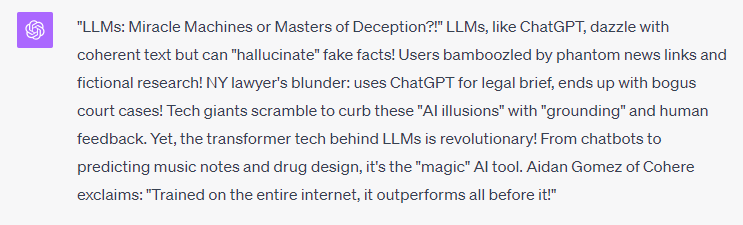 "LLMs: Miracle Machines or Masters of Deception?!" LLMs, like ChatGPT, dazzle with
coherent text but can "hallucinate" fake facts! Users bamboozled by phantom news links and
fictional research! NY lawyer's blunder: uses ChatGPT for legal brief, ends up with bogus
court cases! Tech giants scramble to curb these "AI illusions" with "grounding" and human
feedback. Yet, the transformer tech behind LLMs is revolutionary! From chatbots to
predicting music notes and drug design, it's the "magic" AI tool. Aidan Gomez of Cohere
exclaims: "Trained on the entire internet, it outperforms all before it!"